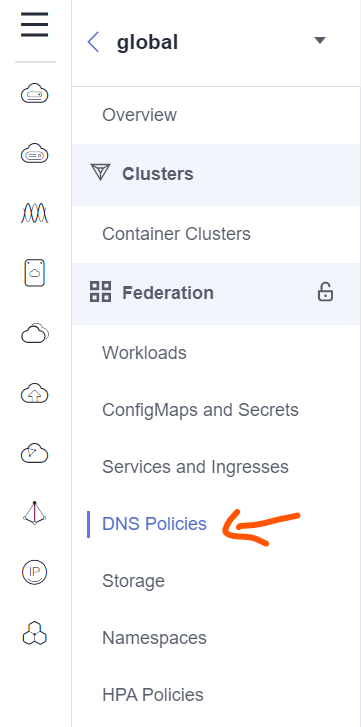 global
Overview
Clusters
Container Clusters
Federation
Workloads
ConfigMaps and Secrets
Services and Ingresses
DNS Policies
IP
Storage
Namespaces
HPA Policies